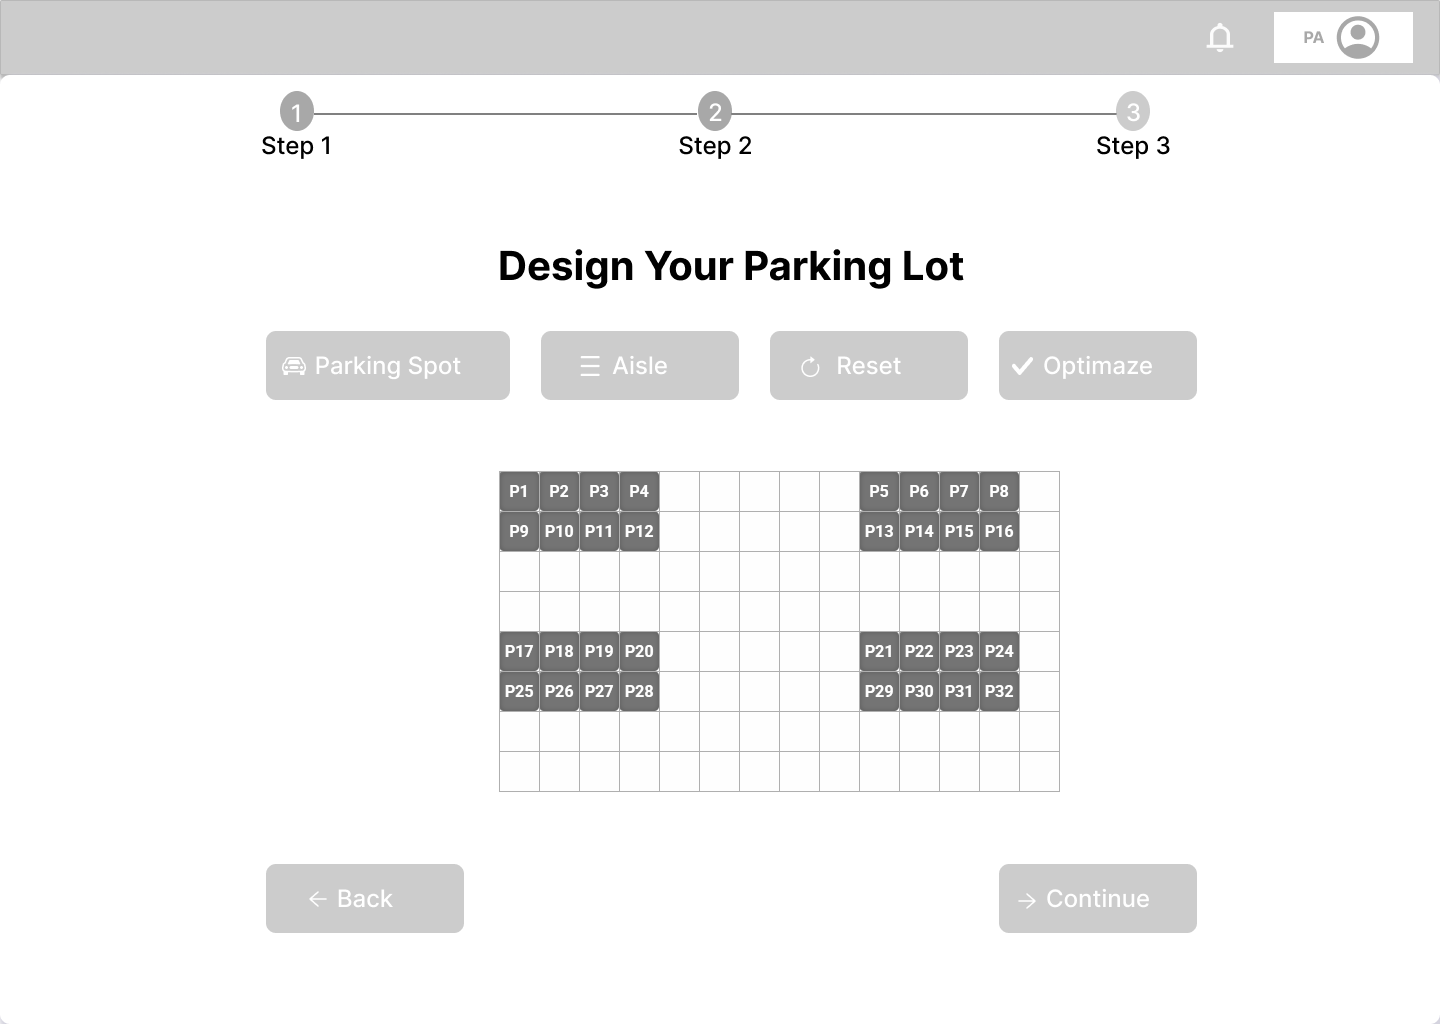 PA
1 2 3
Step 1 Step 2 Step 3
Design Your Parking Lot
Parking Spot Aisle Reset Optimaze
P1 P2 P3 P4 P5 P6 P7 P8
P9 P10 P11 P12 P13 P14 P15 P16
P17 P18 P19 P20 P21 P22 P23 P24
P25 P26 P27 P28 P29 P30 P31 P32
Back Continue